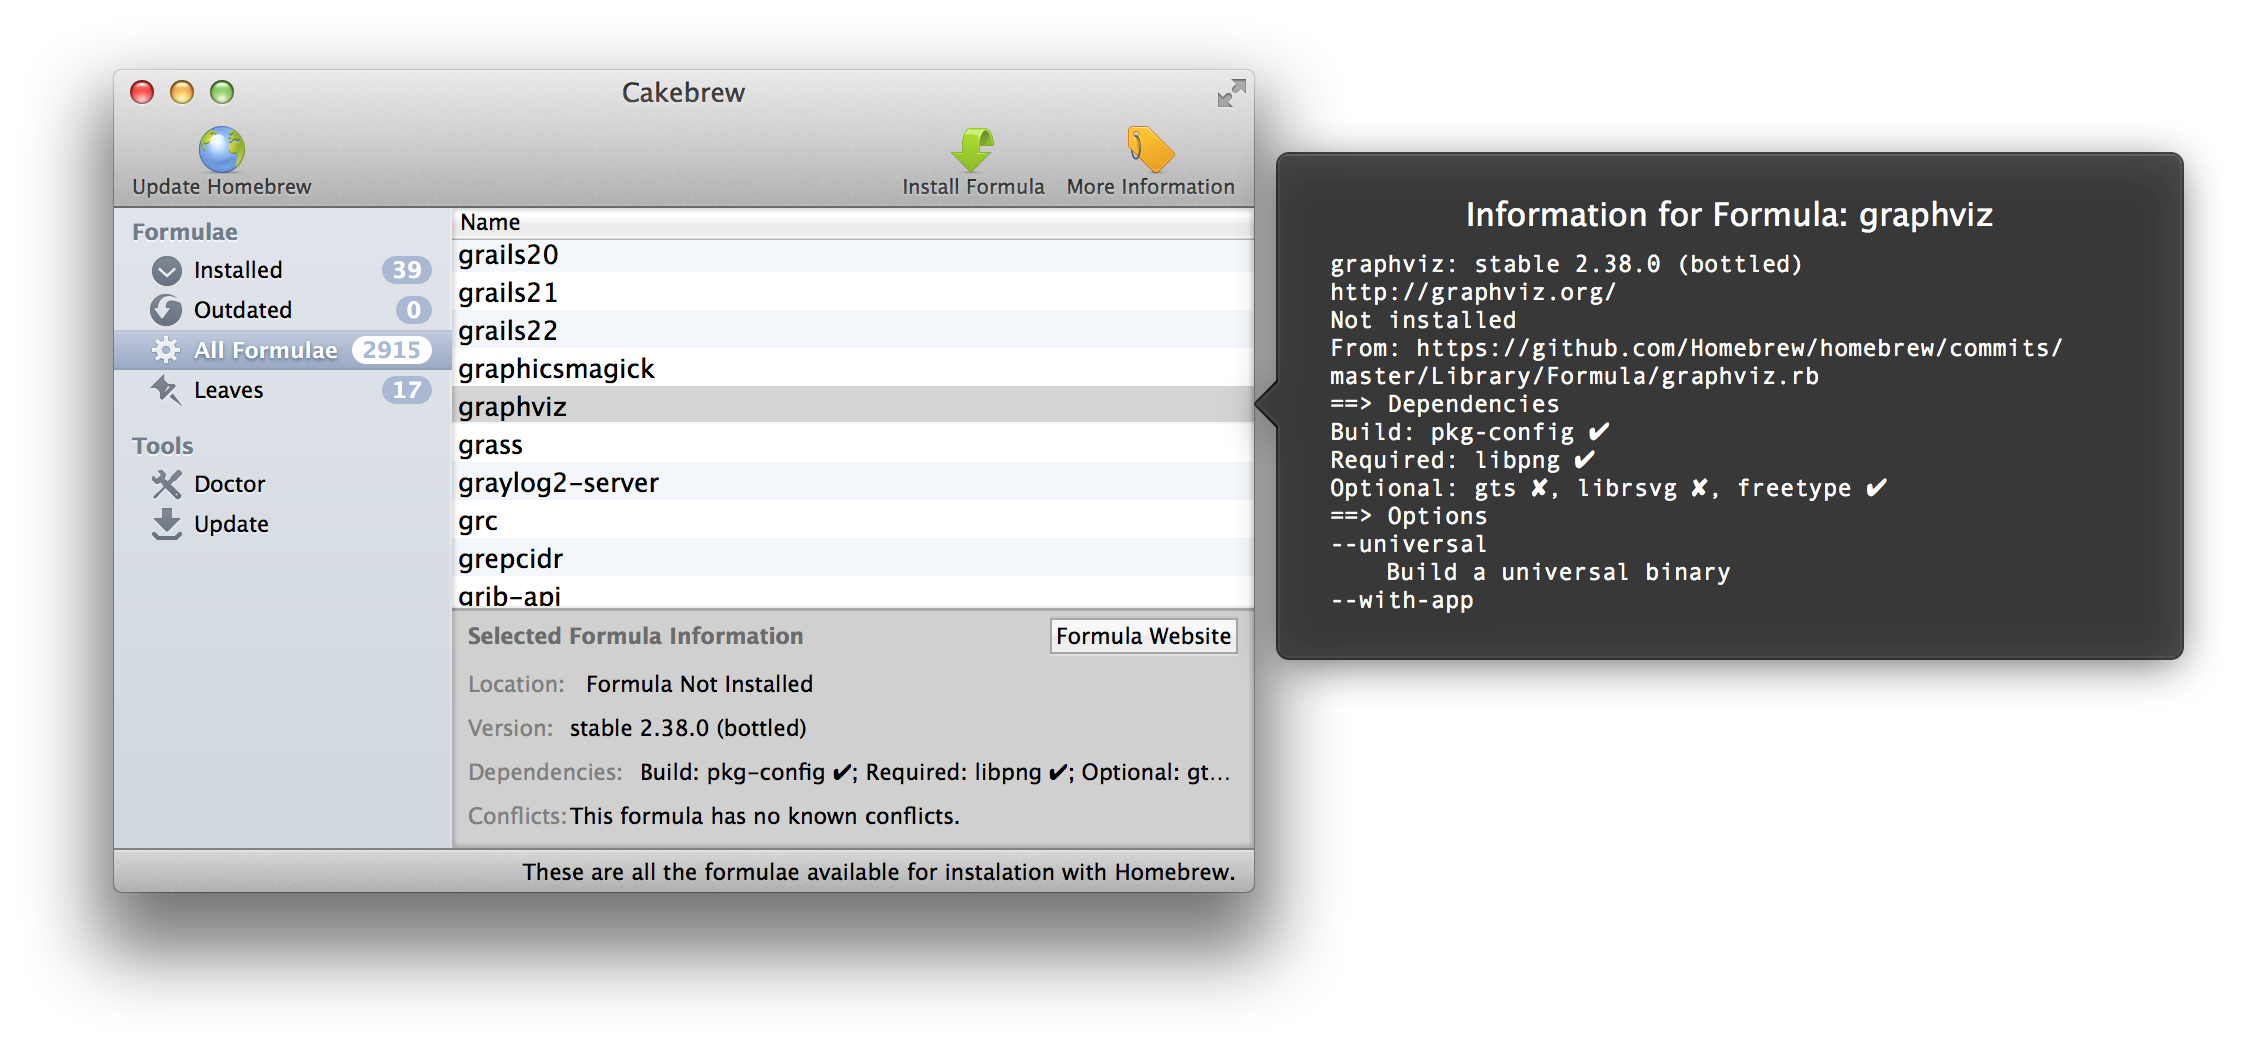 Cakebrew
Update Homebrew
Install Formula
More Information
Formulae
Installed 39
Outdated 0
All Formulae 2915
Leaves 17
Tools
Doctor
Update
Name
grails20
grails21
grails22
graphicsmagick
graphviz
grass
graylog2-server
grc
grepcidr
grib-api
Selected Formula Information
Formula Website
Location: Formula Not Installed
Version: stable 2.38.0 (bottled)
Dependencies: Build: pkg-config ✔; Required: libpng ✔; Optional: gt...
Conflicts: This formula has no known conflicts.
These are all the formulae available for instalation with Homebrew.
Information for Formula: graphviz
graphviz: stable 2.38.0 (bottled)
http://graphviz.org/
Not installed
From: https://github.com/Homebrew/homebrew/commits/
master/Library/Formula/graphviz.rb
==> Dependencies
Build: pkg-config ✔
Required: libpng ✔
Optional: gts ✘, librsvg ✘, freetype ✔
==> Options
--universal
Build a universal binary
--with-app